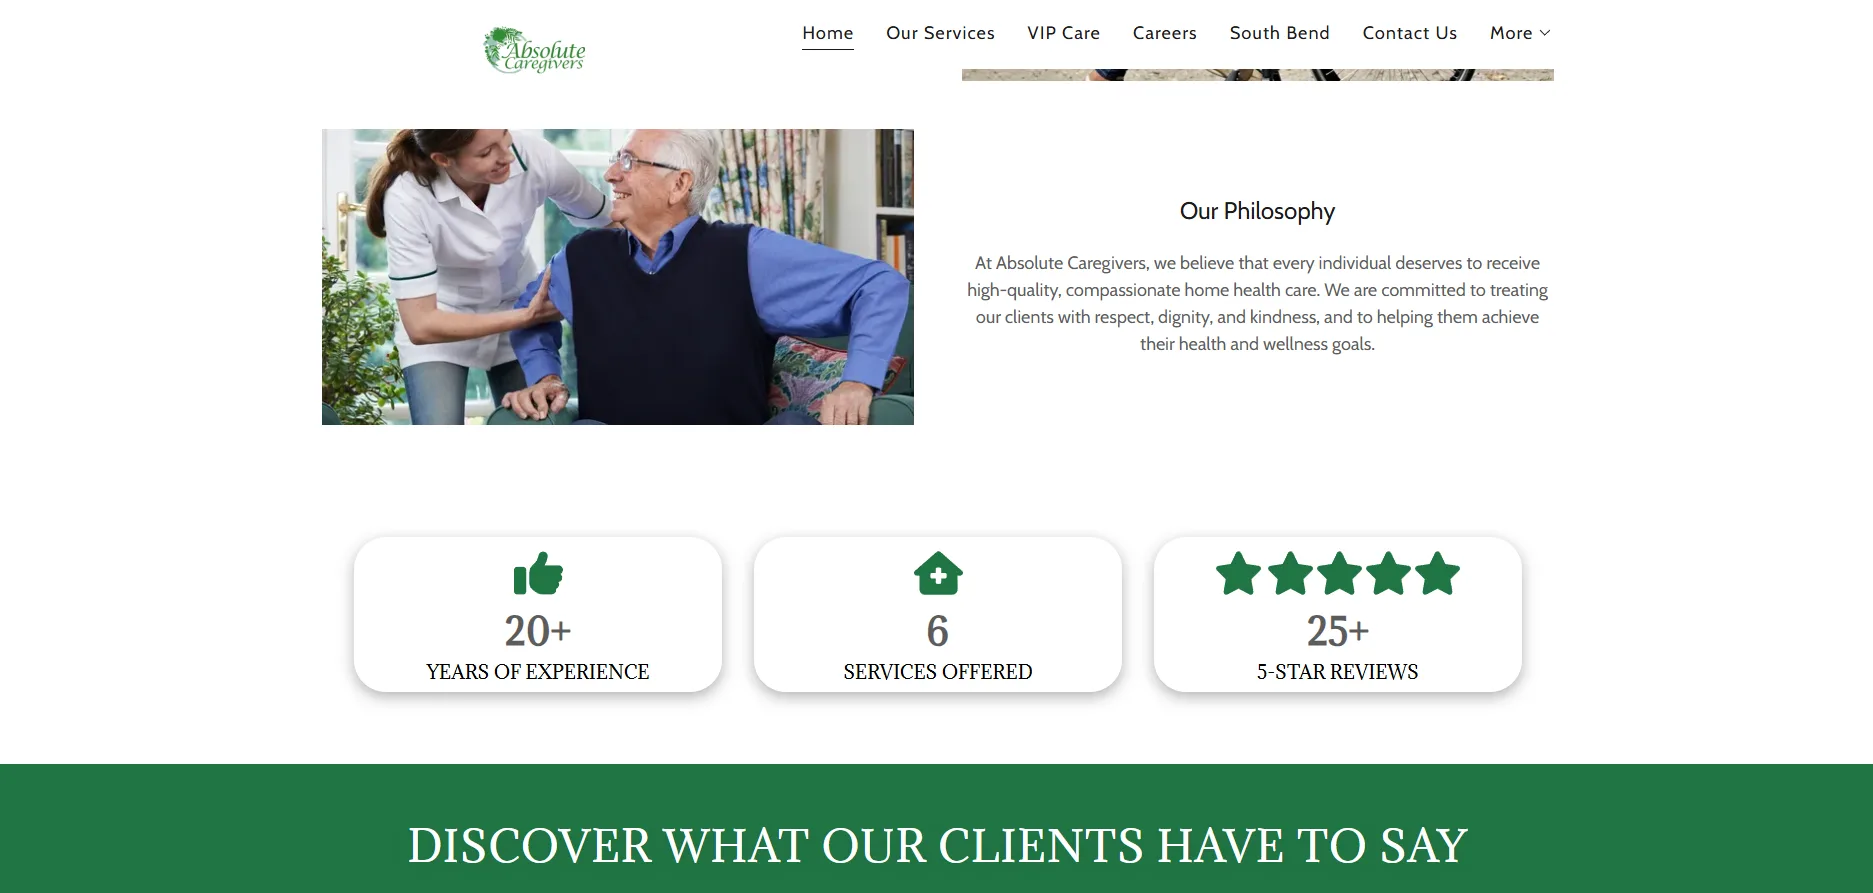 Absolute
Caregivers
Home
Our Services
VIP Care
Careers
South Bend
Contact Us
More
Our Philosophy
At Absolute Caregivers, we believe that every individual deserves to receive
high-quality, compassionate home health care. We are committed to treating
our clients with respect, dignity, and kindness, and to helping them achieve
their health and wellness goals.
20+
YEARS OF EXPERIENCE
6
SERVICES OFFERED
25+
5-STAR REVIEWS
DISCOVER WHAT OUR CLIENTS HAVE TO SAY